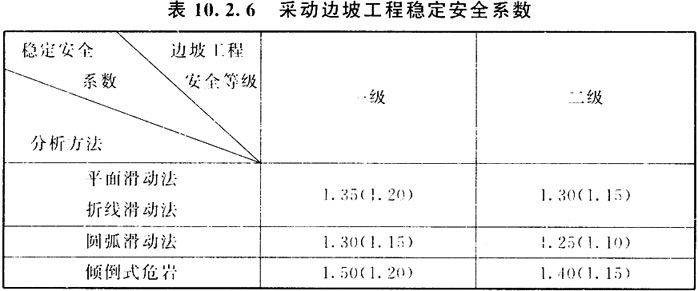 表 10.2.6 采动边坡工程稳定安全系数
稳定安全 边坡工程
系数 安全等级
分析方法
一级 二级
平面滑动法
折线滑动法
1.35(1.20) 1.30(1.15)
圆弧滑动法 1.30(1.15) 1.25(1.10)
倾倒式危岩 1.50(1.20) 1.40(1.15)